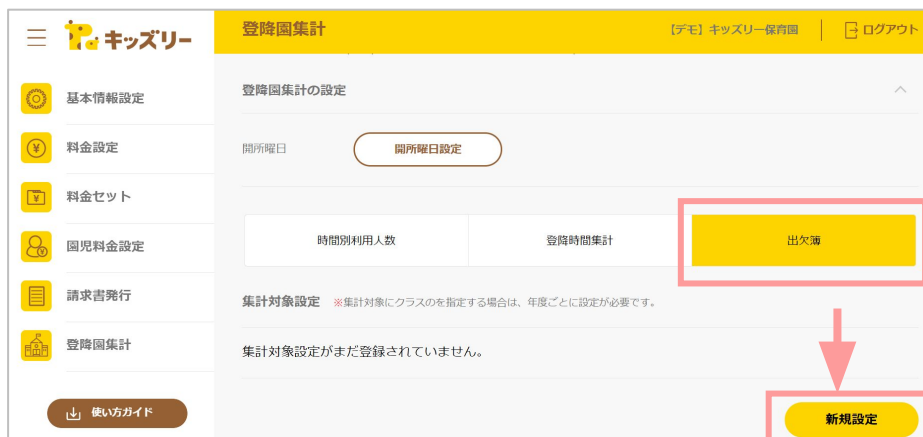 キッズリー
登降園集計
【デモ】キッズリー保育園
ログアウト
基本情報設定
料金設定
料金セット
園児料金設定
請求書発行
登降園集計
使い方ガイド
登降園集計の設定
開所曜日
開所曜日設定
時間別利用人数
登降時間集計
出欠簿
集計対象設定 ※集計対象にクラスのを指定する場合は、年度ごとに設定が必要です。
集計対象設定がまだ登録されていません。
新規設定